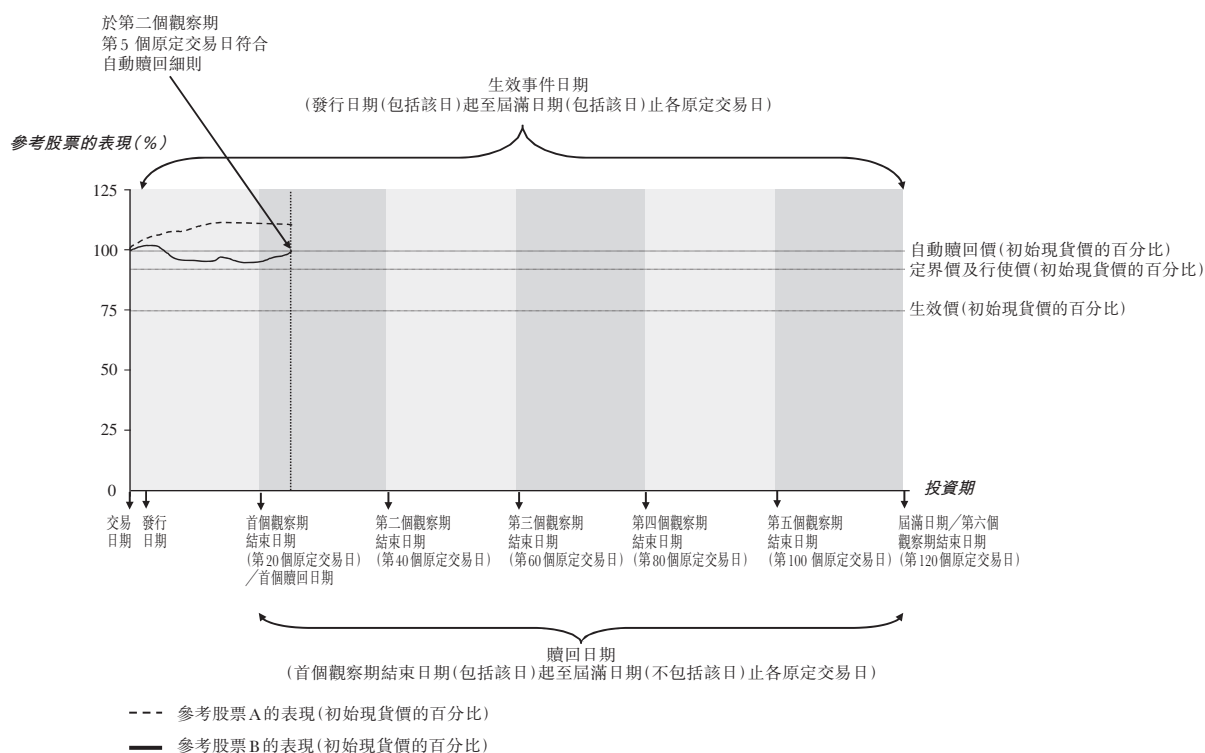 於第二個觀察期
第5 個原定交易日符合
自動贖回細則
生效事件日期
(發行日期(包括該日)起至屆滿日期(包括該日)止各原定交易日)
參考股票的表現(%)
125
100
75
50
25
0
自動贖回價(初始現貨價的百分比)
定界價及行使價(初始現貨價的百分比)
生效價(初始現貨價的百分比)
投資期
交易
日期
發行
日期
首個觀察期
結束日期
(第20個原定交易日)
/首個贖回日期
第二個觀察期
結束日期
(第40個原定交易日)
第三個觀察期
結束日期
(第60個原定交易日)
第四個觀察期
結束日期
(第80個原定交易日)
第五個觀察期
結束日期
(第100 個原定交易日)
屆滿日期/第六個
觀察期結束日期
(第120個原定交易日)
贖回日期
(首個觀察期結束日期(包括該日)起至屆滿日期(不包括該日)止各原定交易日)
參考股票A的表現(初始現貨價的百分比)
參考股票B的表現(初始現貨價的百分比)